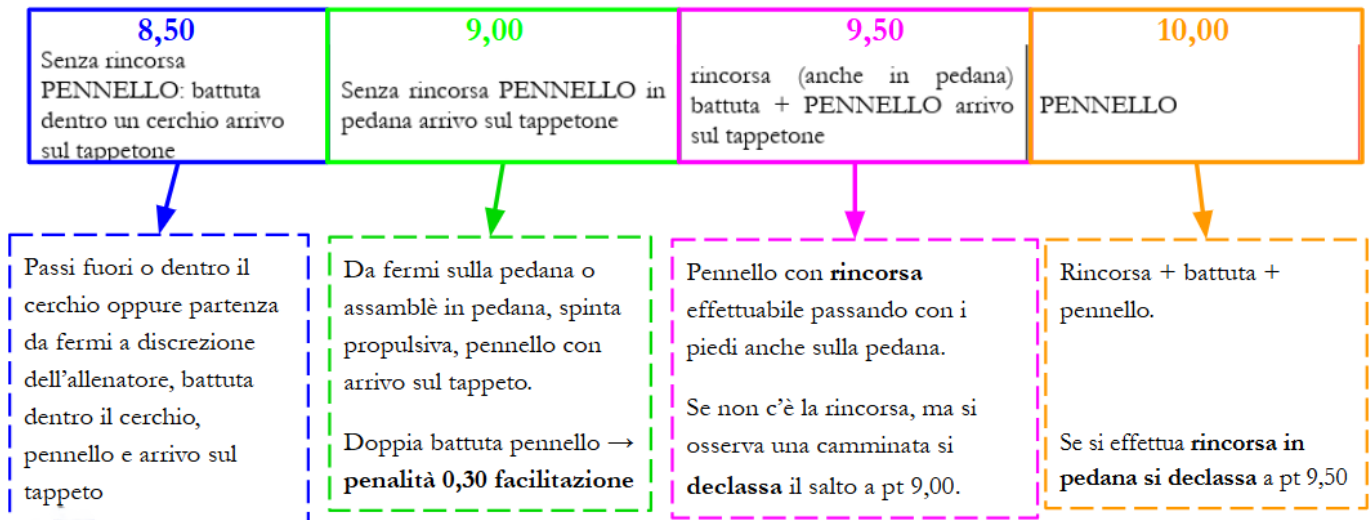 8,50
Senza rincorsa
PENNELLO: battuta
dentro un cerchio arrivo
sul tappetone
9,00
Senza rincorsa PENNELLO in
pedana arrivo sul tappetone
9,50
rincorsa (anche in pedana)
battuta + PENNELLO arrivo
sul tappetone
10,00
PENNELLO
Passi fuori o dentro il
cerchio oppure partenza
da fermi a discrezione
dell'allenatore, battuta
dentro il cerchio,
pennello e arrivo sul
tappeto
Da fermi sulla pedana o
assamblè in pedana, spinta
propulsiva, pennello con
arrivo sul tappeto.
Doppia battuta pennello →
penalità 0,30 facilitazione
Pennello con rincorsa
effettuabile passando con i
piedi anche sulla pedana.
Se non c'è la rincorsa, ma si
osserva una camminata si
declassa il salto a pt 9,00.
Rincorsa + battuta +
pennello.
Se si effettua rincorsa in
pedana si declassa a pt 9,50